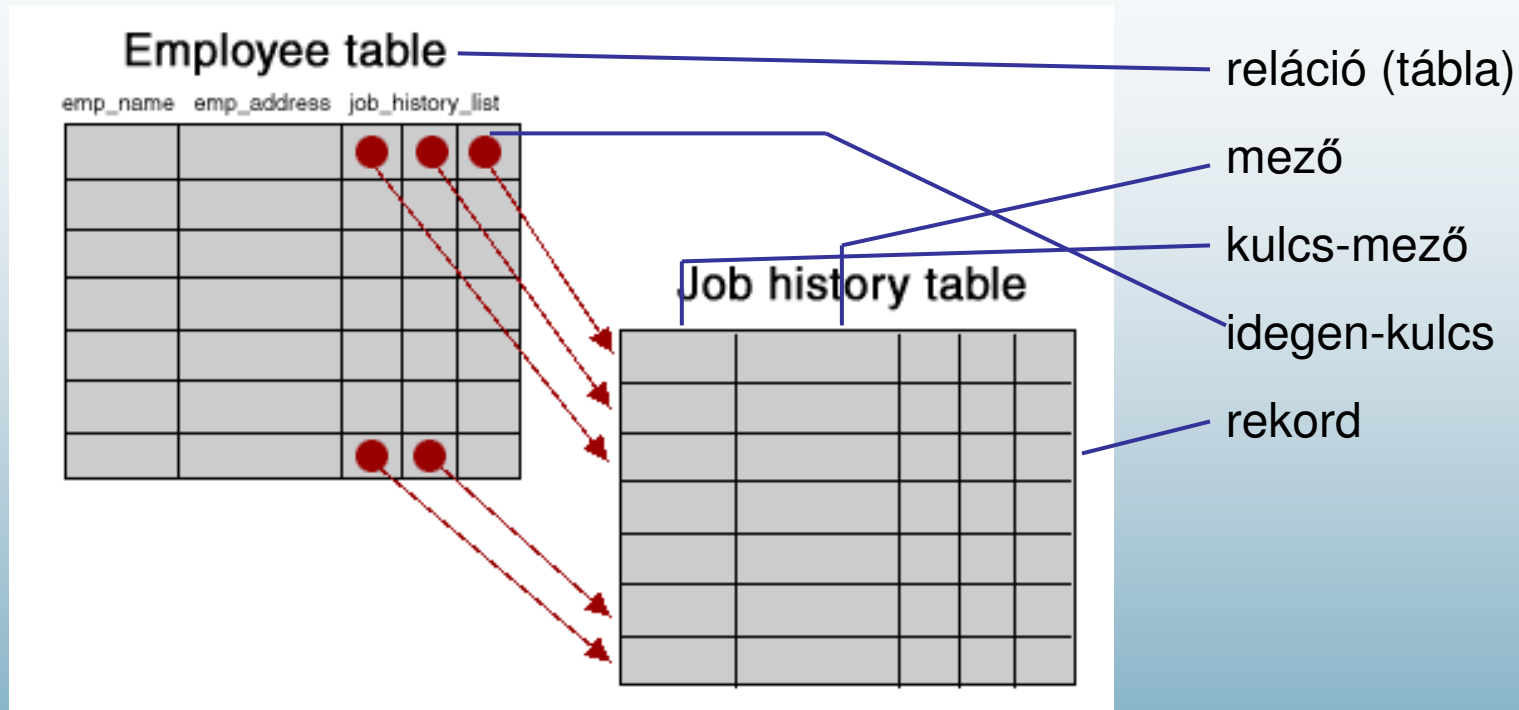 Employee table
emp_name emp_address job_history_list
Job history table
reláció (tábla)
mező
kulcs-mező
idegen-kulcs
rekord